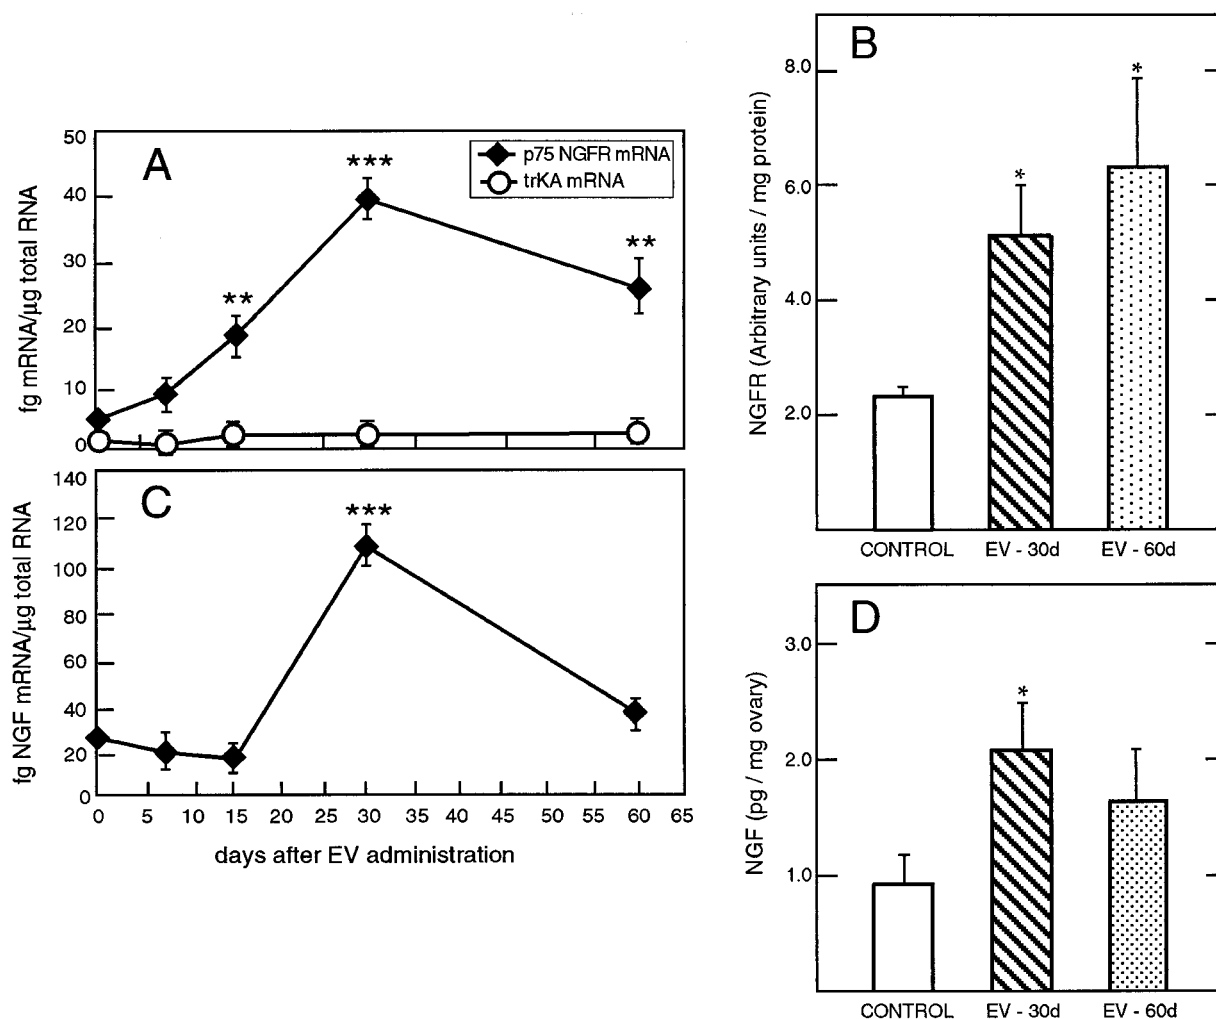 A
50
40
30
20
10
0
fg mRNA/µg total RNA
p75 NGFR mRNA
trKA mRNA
**
***
**
B
8.0
6.0
4.0
2.0
NGFR (Arbitrary units / mg protein)
*
*
CONTROL EV - 30d EV - 60d
C
140
120
100
80
60
40
20
0
fg NGF mRNA/µg total RNA
***
0 5 10 15 20 25 30 35 40 45 50 55 60 65
days after EV administration
D
3.0
2.0
1.0
NGF (pg / mg ovary)
*
CONTROL EV - 30d EV - 60d